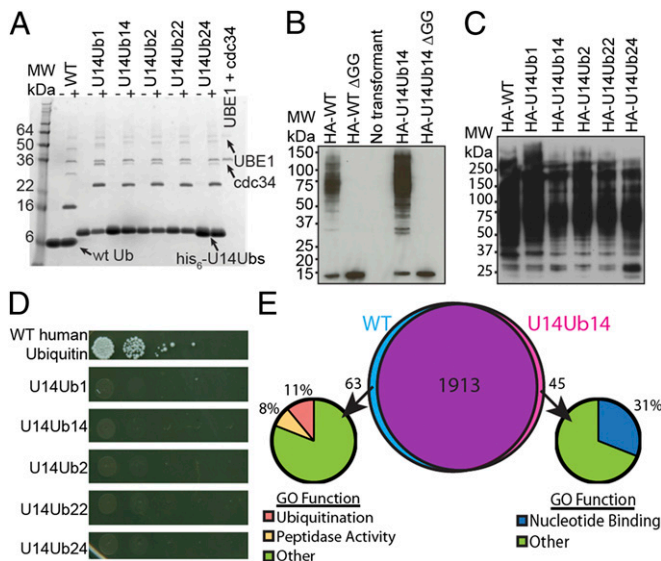 A
MW
kDa
WT
U14Ub1
U14Ub14
U14Ub2
U14Ub22
U14Ub24
UBE1 + cdc34
- + - + - + - + - + - +
64
50
36
22
16
6
UBE1
cdc34
wt Ub
his6-U14Ubs
B
MW
kDa
HA-WT
HA-WT ΔGG
No transformant
HA-U14Ub14
HA-U14Ub14 ΔGG
150
100
75
50
37
25
15
C
MW
kDa
HA-WT
HA-U14Ub1
HA-U14Ub14
HA-U14Ub2
HA-U14Ub22
HA-U14Ub24
250
150
100
75
50
37
25
D
WT human
Ubiquitin
U14Ub1
U14Ub14
U14Ub2
U14Ub22
U14Ub24
E
WT
U14Ub14
1913
63
45
11%
8%
31%
GO Function
Ubiquitination
Peptidase Activity
Other
GO Function
Nucleotide Binding
Other